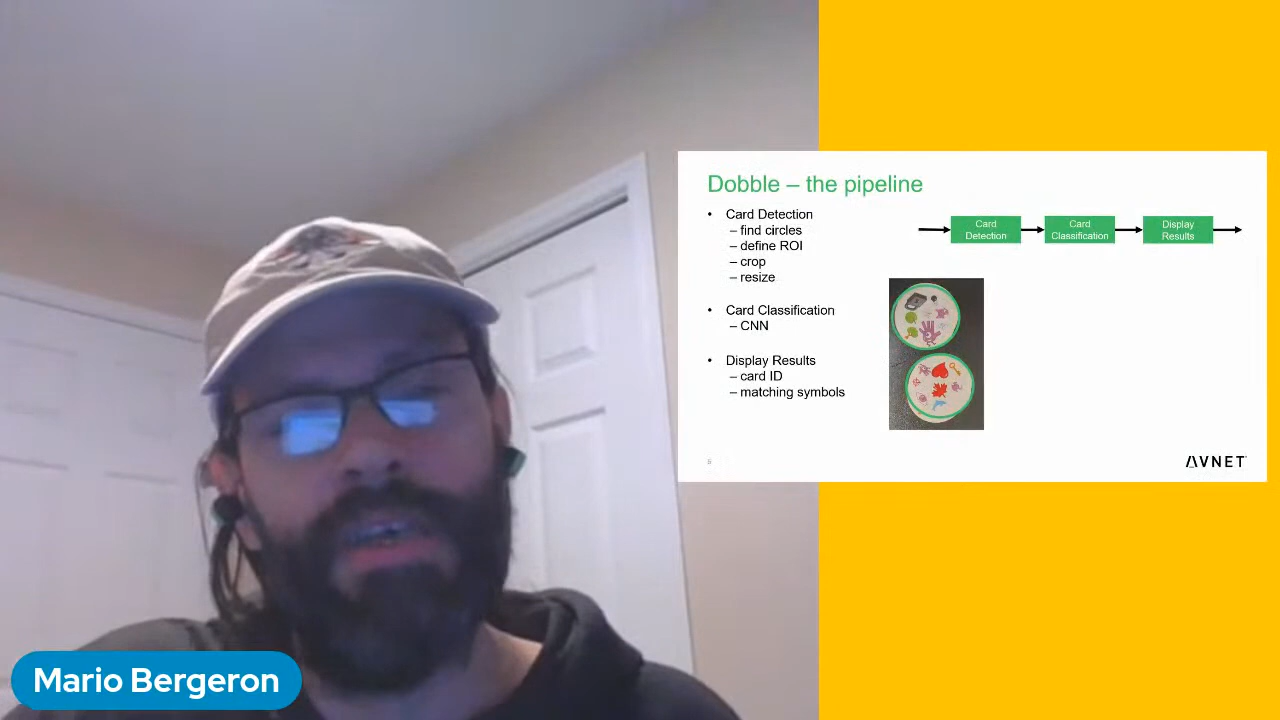 Dobble – the pipeline
• Card Detection
– find circles
– define ROI
– crop
– resize
• Card Classification
– CNN
• Display Results
– card ID
– matching symbols
Card
Detection
Card
Classification
Display
Results
AVNET
Mario Bergeron